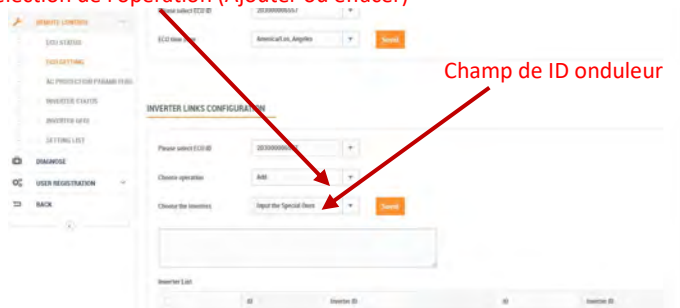 élection de l'opération (Ajouter ou effacer)
Please select ECU ID
REMOTE CONTROL
ECU STATUS
ECU time zone
America/Los_Angeles
Send
ECU SETTING
Champ de ID onduleur
AC PROTECTION PARAMETERS
INVERTER STATUS
INVERTER LINKS CONFIGURATION
INVERTER GFDI
SETTING LIST
Please select ECU ID
DIAGNOSE
Choose operation
Add
USER REGISTRATION
BACK
Choose the inverters
Input the Special Ones
Send
Inverter List
ID
Inverter ID
ID
Inverter ID